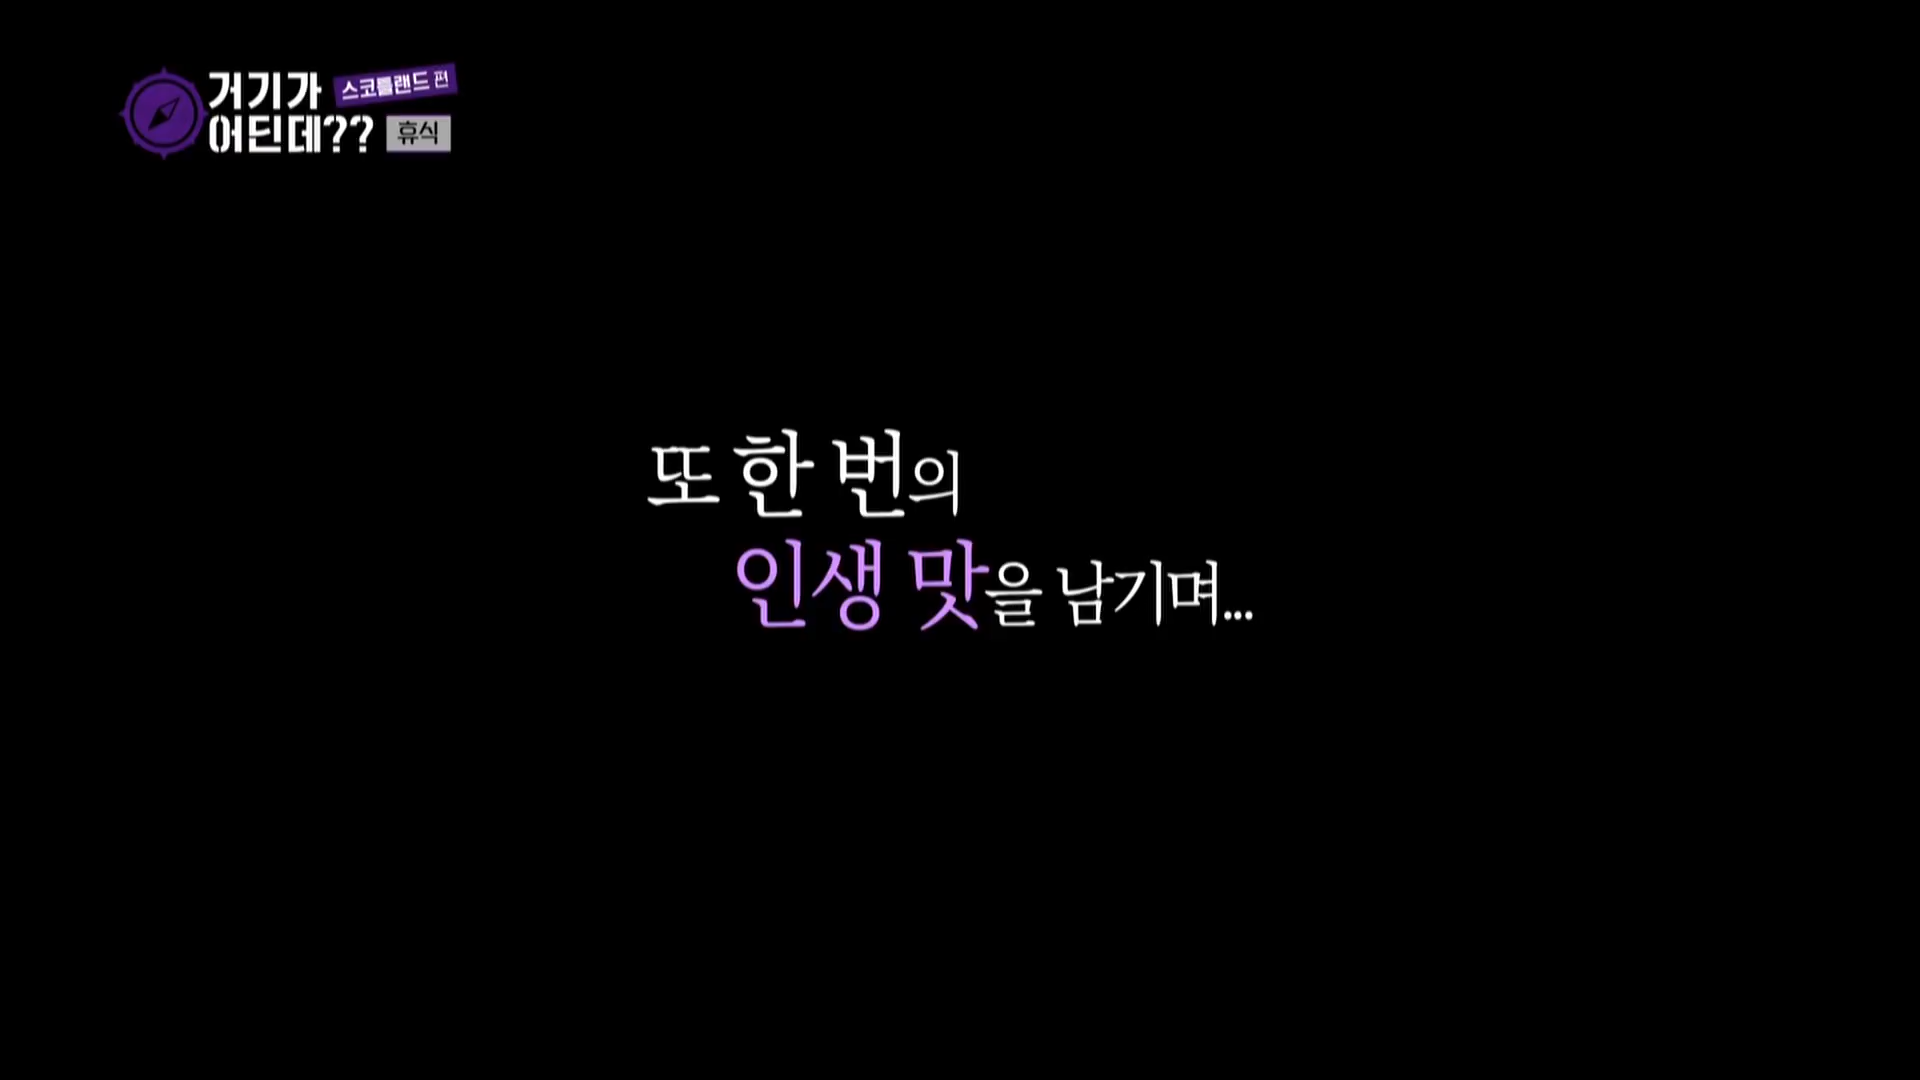 거기가 스코틀랜드 편
어딘데?? 휴식
또 한 번의
인생 맛을 남기며...